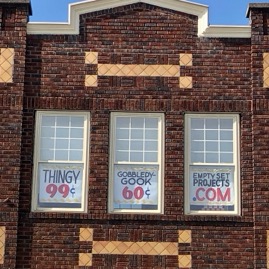 THINGY
99¢
GOBBLEDY-
GOOK
60¢
EMPTY SET
PROJECTS
.COM